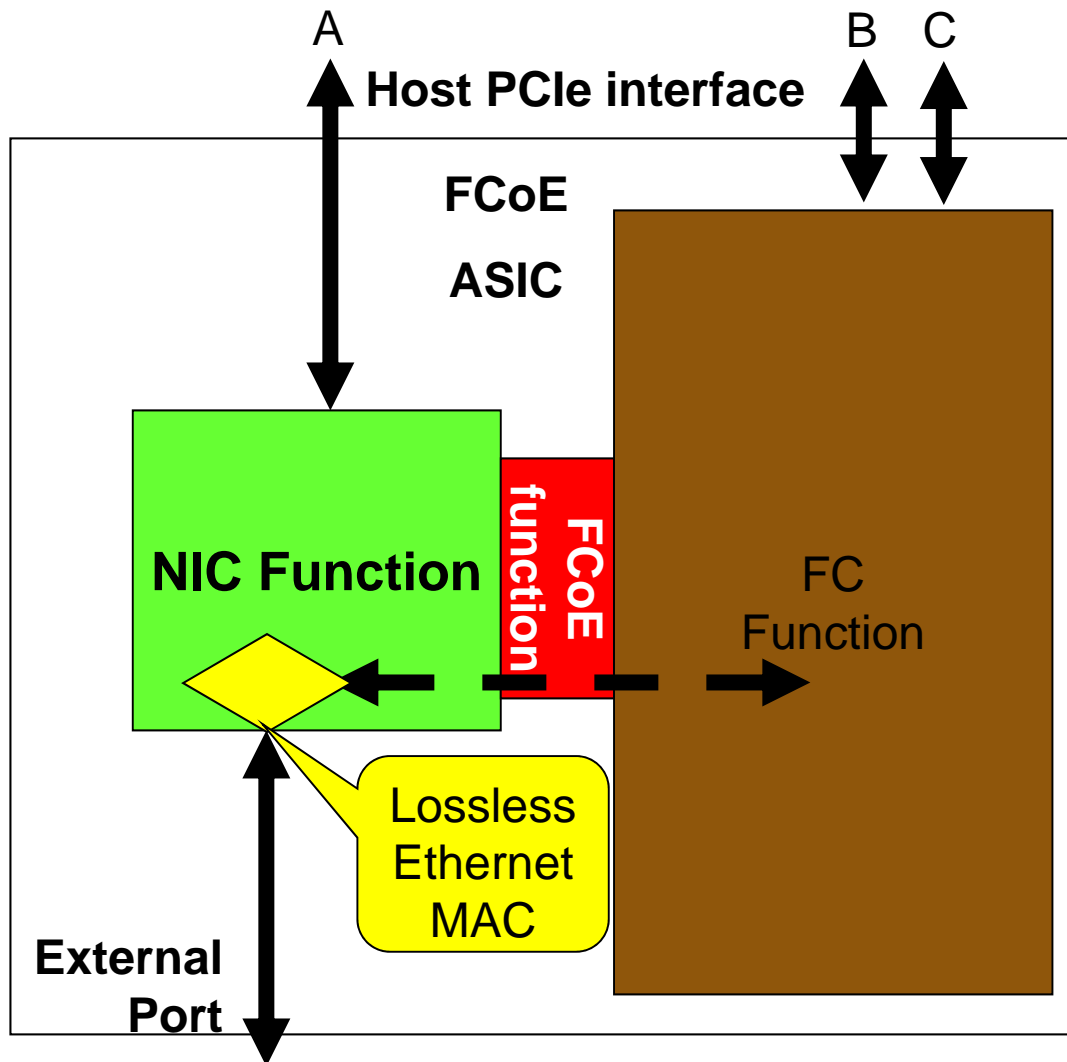 A
B
C
Host PCIe interface
FCoE
ASIC
NIC Function
FCoE
function
FC
Function
Lossless
Ethernet
MAC
External
Port